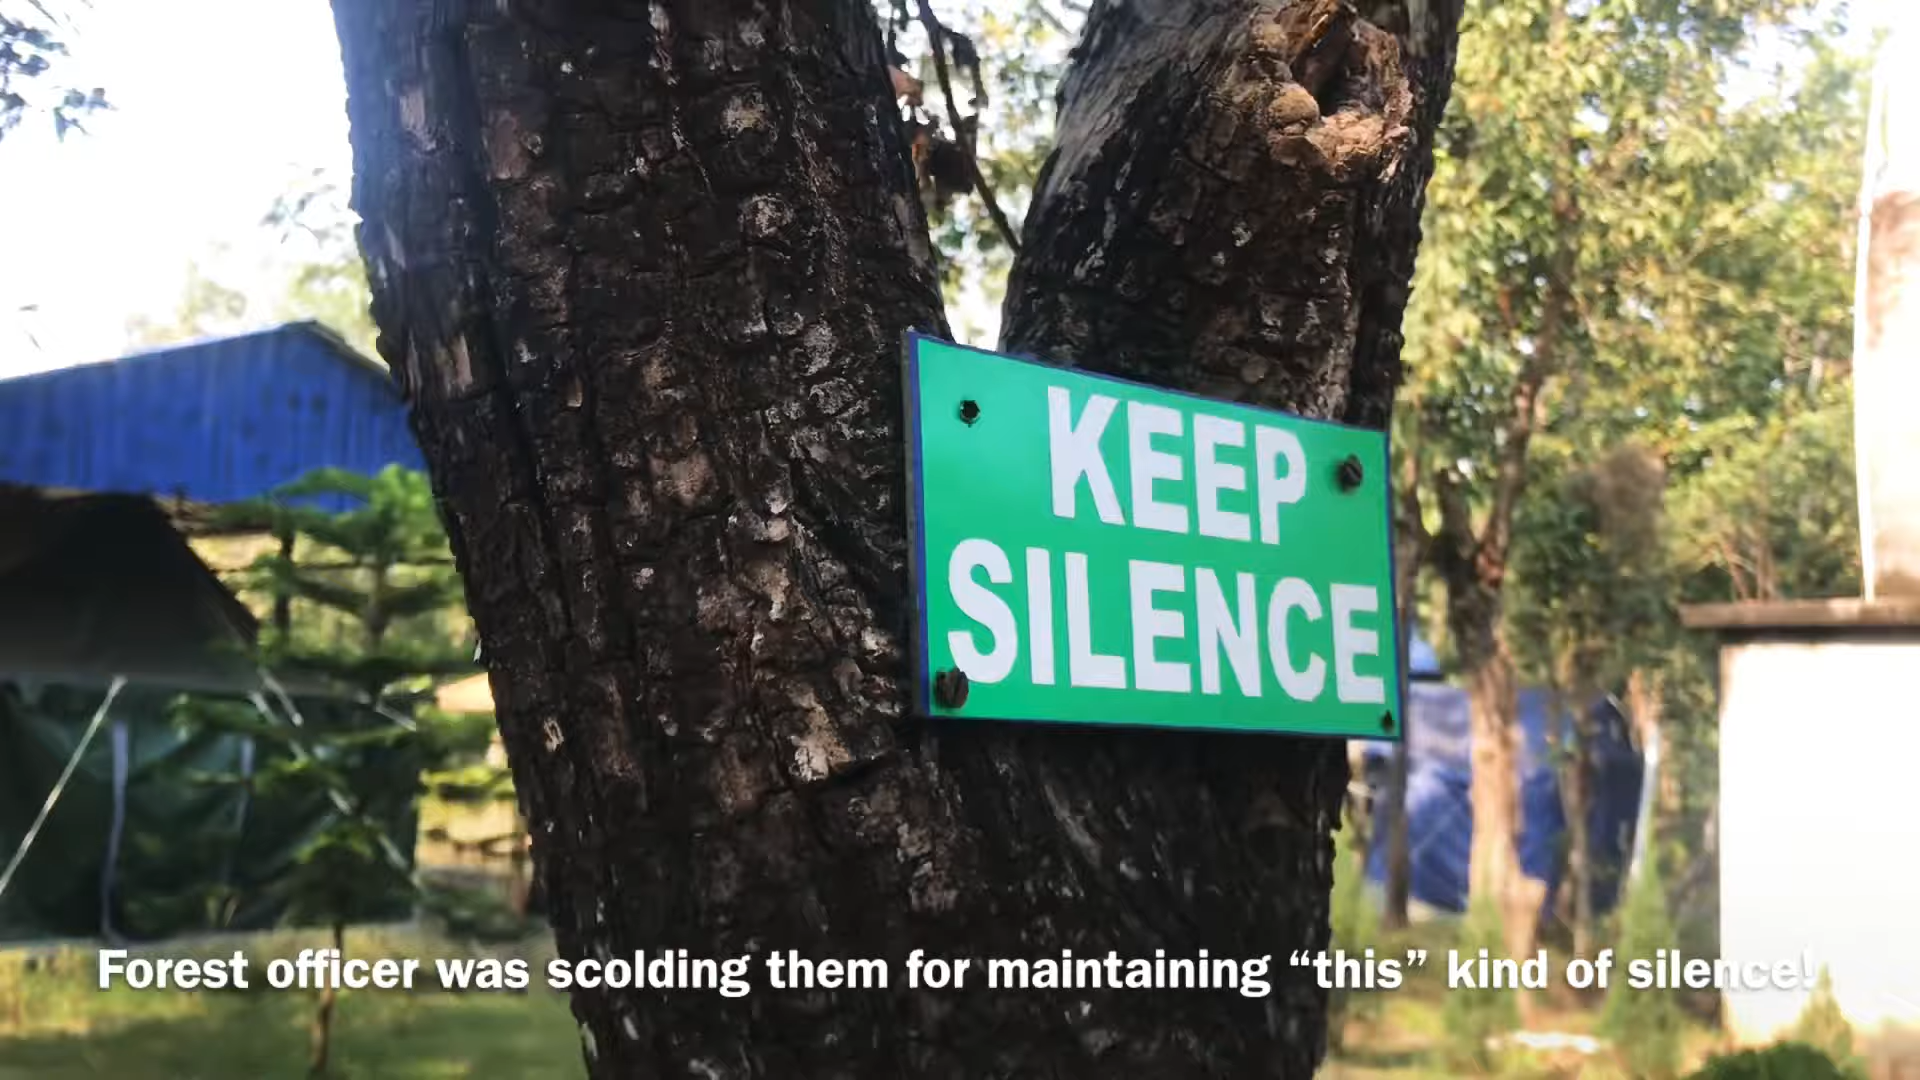 KEEP
SILENCE
Forest officer was scolding them for maintaining “this” kind of silence!